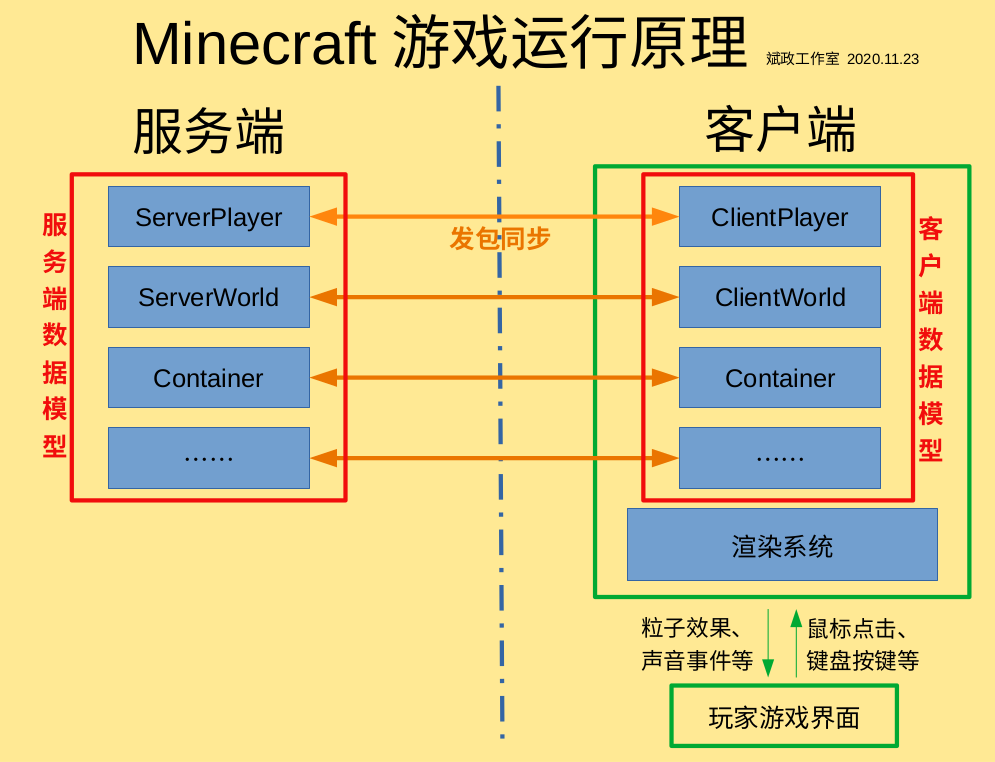 Minecraft 游戏运行原理 斌政工作室 2020.11.23
服务端
客户端
服务端数据模型
ServerPlayer
ClientPlayer
发包同步
ServerWorld
ClientWorld
Container
Container
……
……
客户端数据模型
渲染系统
粒子效果、
声音事件等
鼠标点击、
键盘按键等
玩家游戏界面